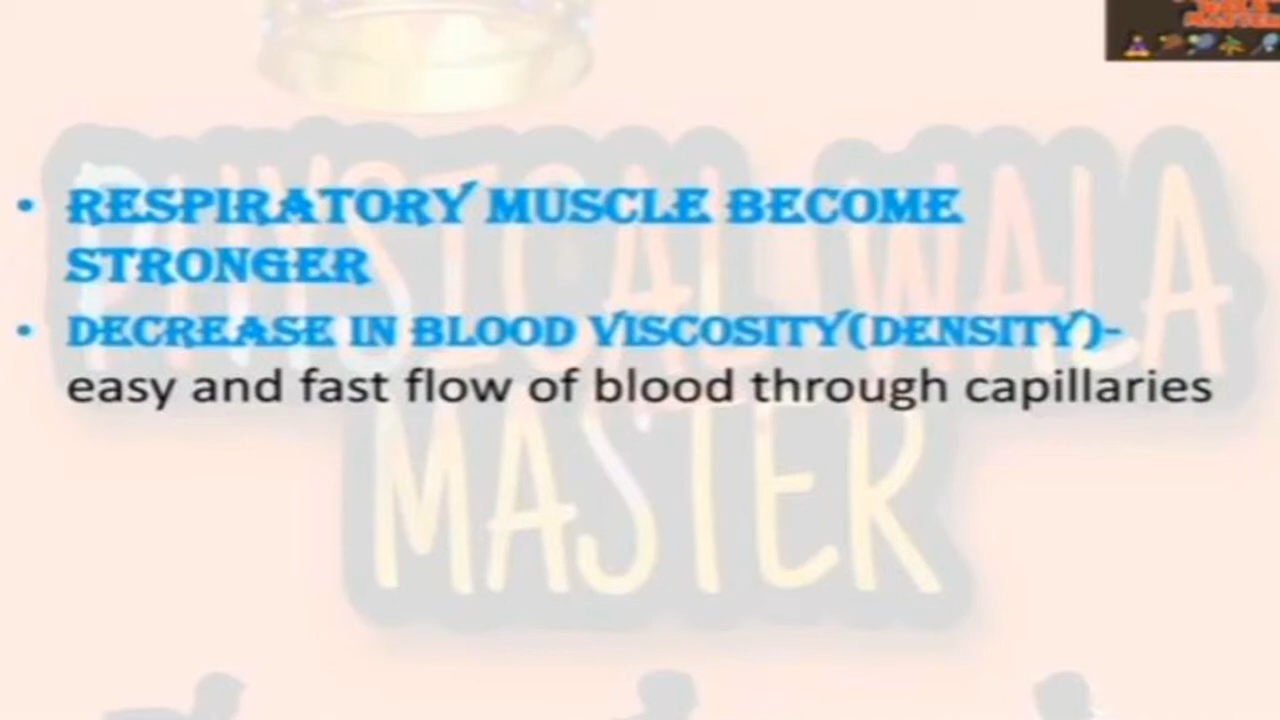 MASTER
• RESPIRATORY MUSCLE BECOME
STRONGER
• DECREASE IN BLOOD VISCOSITY(DENSITY)-
easy and fast flow of blood through capillaries
PHYSICAL WALA
MASTER